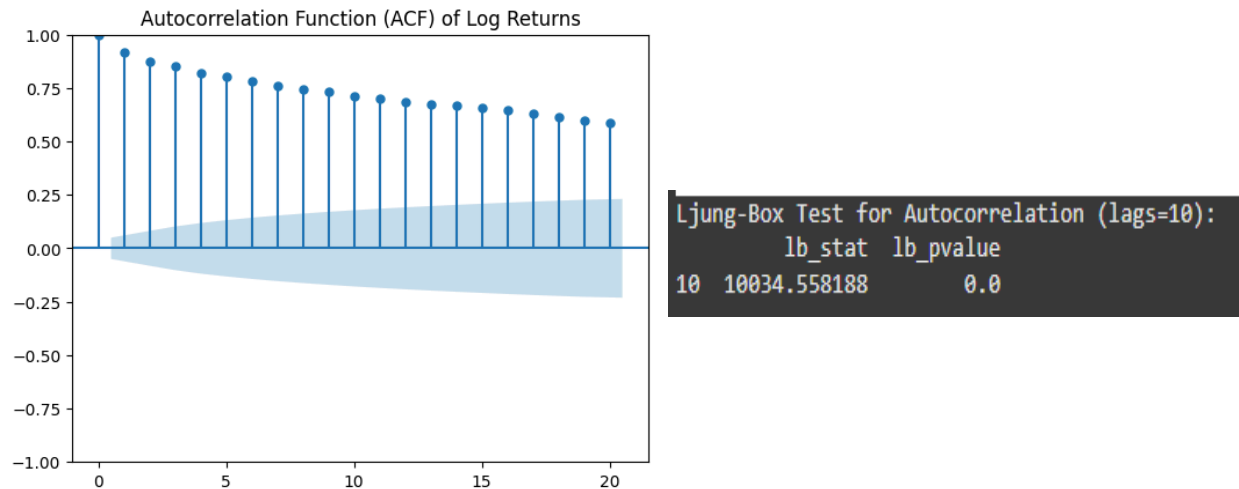 Autocorrelation Function (ACF) of Log Returns
1.00
0.75
0.50
0.25
0.00
−0.25
−0.50
−0.75
−1.00
0 5 10 15 20
Ljung-Box Test for Autocorrelation (lags=10):
lb_stat lb_pvalue
10 10034.558188 0.0